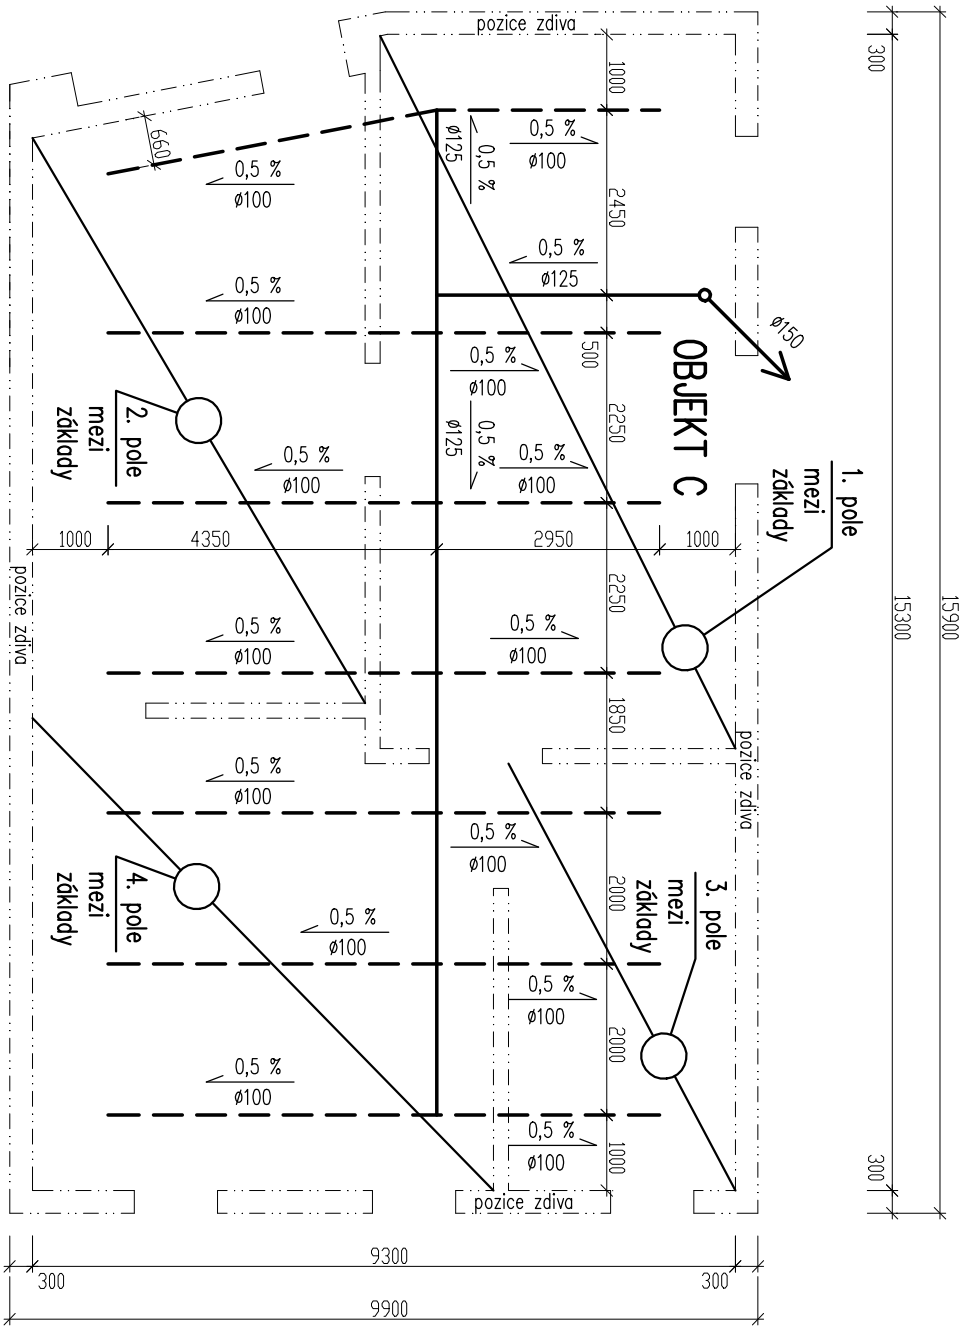 pozice zdiva
300
1000
15900
15300
0,5 %
ø100
ø125
0,5 %
660
0,5 %
ø100
2450
0,5 %
ø125
0,5 %
ø100
ø150
500
OBJEKT C
0,5 %
ø100
2250
ø125
0,5 %
0,5 %
ø100
0,5 %
ø100
1. pole
mezi
základy
2. pole
mezi
základy
1000
4350
2950
1000
pozice zdiva
2250
0,5 %
ø100
0,5 %
ø100
1850
pozice zdiva
0,5 %
ø100
0,5 %
ø100
2000
3. pole
mezi
základy
4. pole
mezi
základy
0,5 %
ø100
0,5 %
ø100
2000
0,5 %
ø100
0,5 %
ø100
1000
300
pozice zdiva
9300
300
300
9900